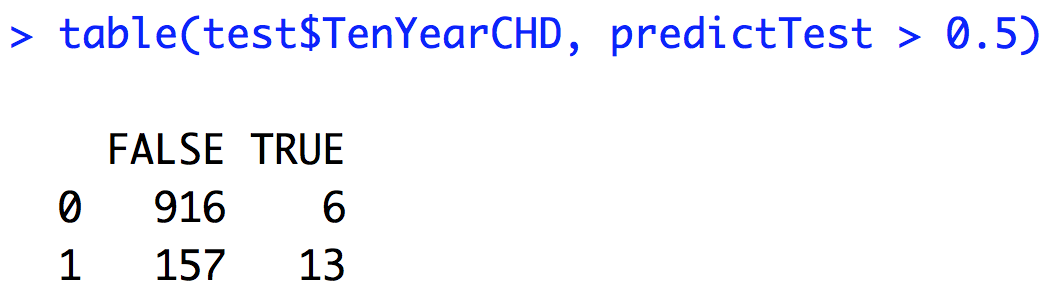 > table(test$TenYearCHD, predictTest > 0.5)
FALSE TRUE
0 916 6
1 157 13